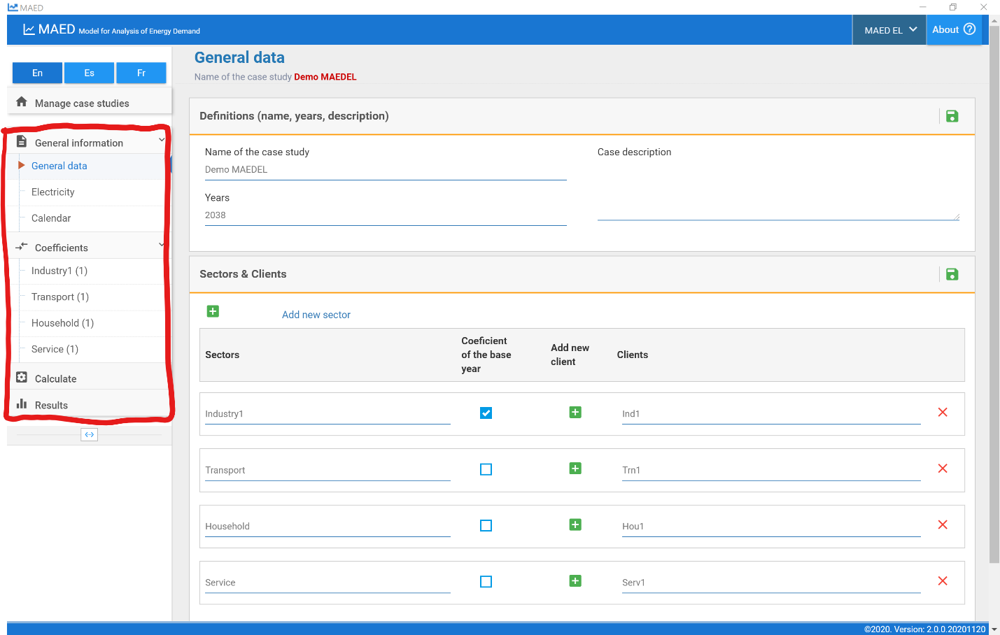 MAED
MAED Model for Analysis of Energy Demand
MAED EL
About
En Es Fr
Manage case studies
General information
General data
Electricity
Calendar
Coefficients
Industry1 (1)
Transport (1)
Household (1)
Service (1)
Calculate
Results
General data
Name of the case study Demo MAEDEL
Definitions (name, years, description)
Name of the case study
Demo MAEDEL
Case description
Years
2038
Sectors & Clients
Add new sector
Sectors
Coeficient
of the base
year
Add new
client
Clients
Industry1 Ind1
Transport Trn1
Household Hou1
Service Serv1
©2020. Version: 2.0.0.20201120